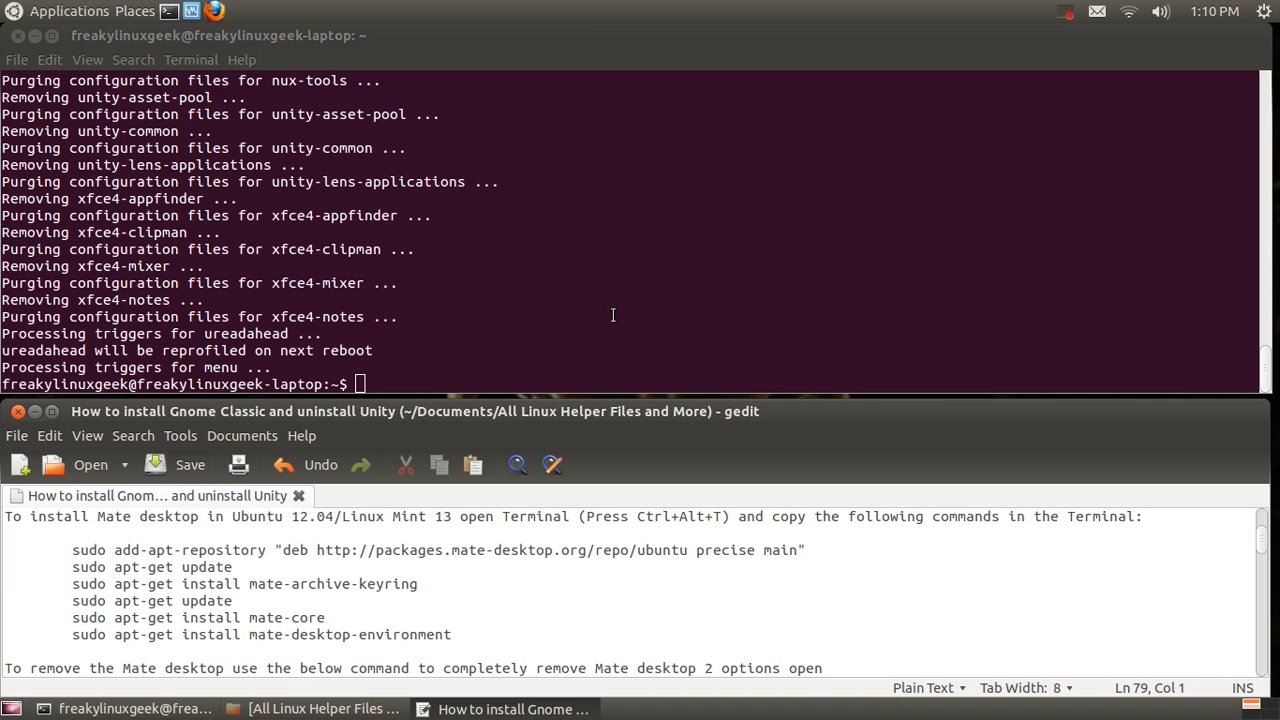 Applications Places 1:10 PM
freakylinuxgeek@freakylinuxgeek-laptop: ~
File Edit View Search Terminal Help
Purging configuration files for nux-tools ...
Removing unity-asset-pool ...
Purging configuration files for unity-asset-pool ...
Removing unity-common ...
Purging configuration files for unity-common ...
Removing unity-lens-applications ...
Purging configuration files for unity-lens-applications ...
Removing xfce4-appfinder ...
Purging configuration files for xfce4-appfinder ...
Removing xfce4-clipman ...
Purging configuration files for xfce4-clipman ...
Removing xfce4-mixer ...
Purging configuration files for xfce4-mixer ...
Removing xfce4-notes ...
Purging configuration files for xfce4-notes ...
Processing triggers for ureadahead ...
ureadahead will be reprofiled on next reboot
Processing triggers for menu ...
freakylinuxgeek@freakylinuxgeek-laptop:~$
How to install Gnome Classic and uninstall Unity (~/Documents/All Linux Helper Files and More) - gedit
File Edit View Search Tools Documents Help
Open Save Undo
How to install Gnom... and uninstall Unity
To install Mate desktop in Ubuntu 12.04/Linux Mint 13 open Terminal (Press Ctrl+Alt+T) and copy the following commands in the Terminal:
sudo add-apt-repository "deb http://packages.mate-desktop.org/repo/ubuntu precise main"
sudo apt-get update
sudo apt-get install mate-archive-keyring
sudo apt-get update
sudo apt-get install mate-core
sudo apt-get install mate-desktop-environment
To remove the Mate desktop use the below command to completely remove Mate desktop 2 options open
Plain Text Tab Width: 8 Ln 79, Col 1 INS
freakylinuxgeek@frea... [All Linux Helper Files ... How to install Gnome ...